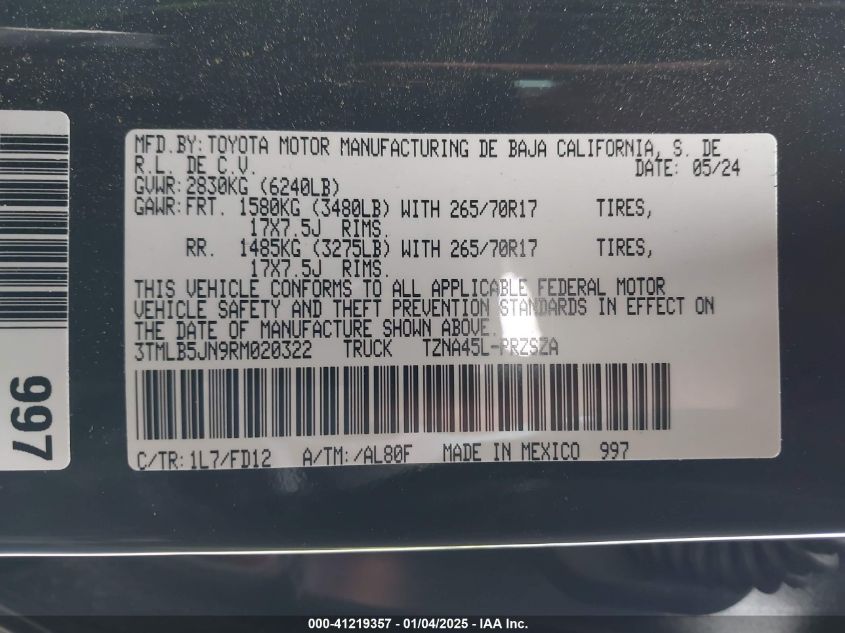 MFD.BY:TOYOTA MOTOR MANUFACTURING DE BAJA CALIFORNIA, S. DE
R.L. DE C.V. DATE: 05/24
GVWR:2830KG (6240LB)
GAWR:FRT. 1580KG (3480LB) WITH 265/70R17 TIRES,
17X7.5J RIMS.
RR. 1485KG (3275LB) WITH 265/70R17 TIRES,
17X7.5J RIMS.
THIS VEHICLE CONFORMS TO ALL APPLICABLE FEDERAL MOTOR
VEHICLE SAFETY AND THEFT PREVENTION STANDARDS IN EFFECT ON
THE DATE OF MANUFACTURE SHOWN ABOVE.
3TMLB5JN9RM020322 TRUCK TZNA45L-PRZSZA
C/TR:1L7/FD12 A/TM:/AL80F MADE IN MEXICO 997
997
000-41219357 - 01/04/2025 - IAA Inc.